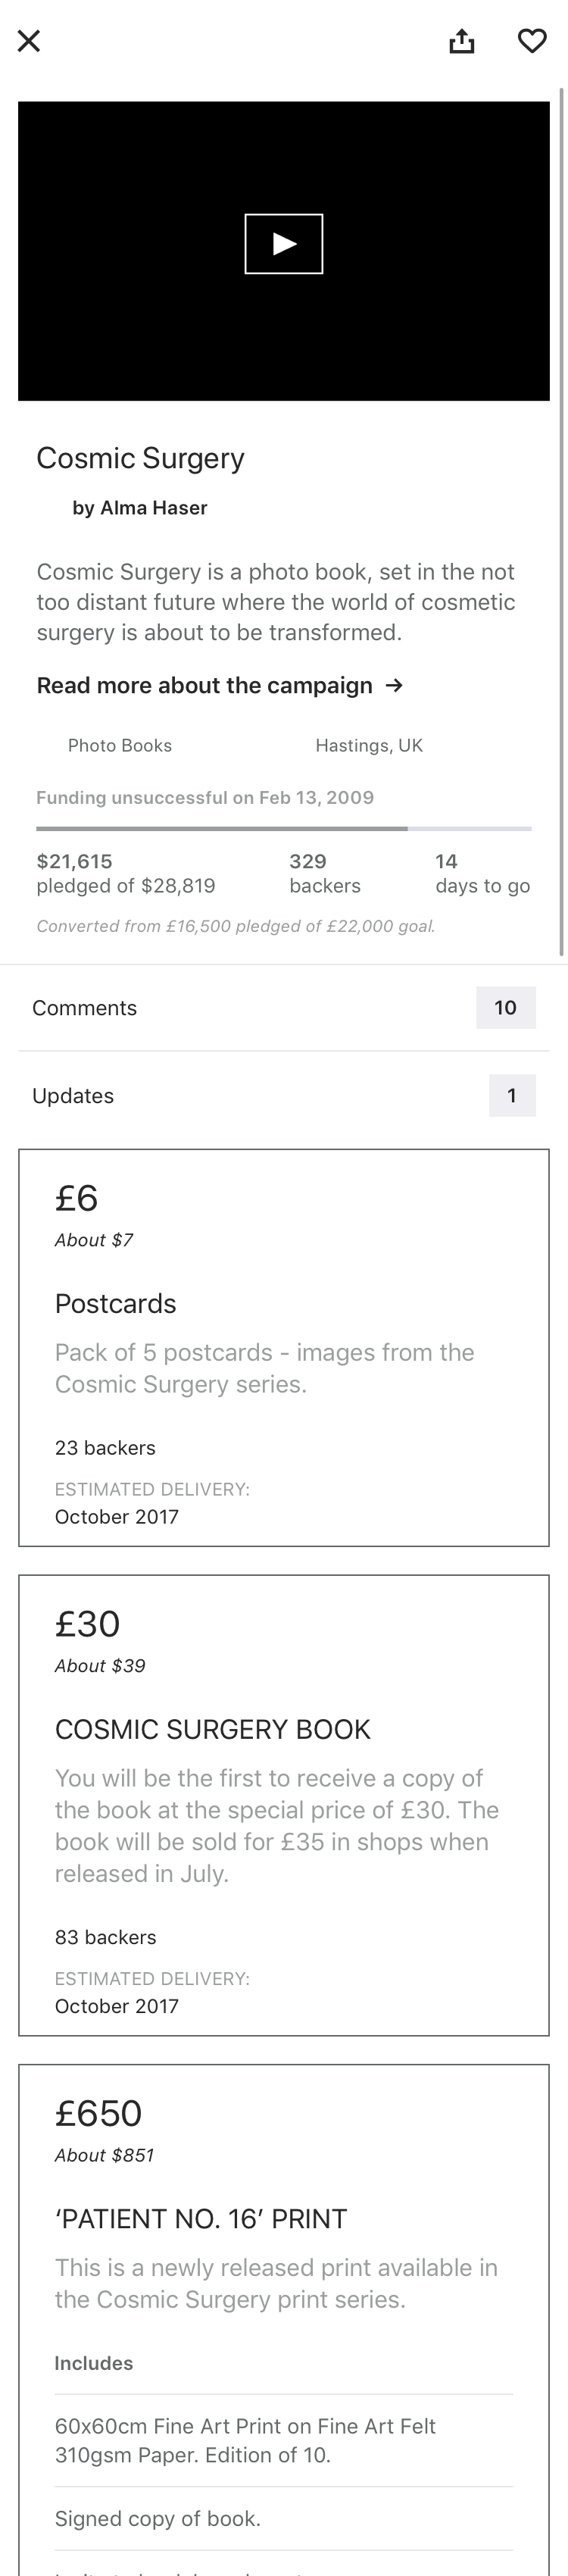 Cosmic Surgery
by Alma Haser
Cosmic Surgery is a photo book, set in the not
too distant future where the world of cosmetic
surgery is about to be transformed.
Read more about the campaign →
Photo Books
Hastings, UK
Funding unsuccessful on Feb 13, 2009
$21,615
pledged of $28,819
329
backers
14
days to go
Converted from £16,500 pledged of £22,000 goal.
Comments
10
Updates
1
£6
About $7
Postcards
Pack of 5 postcards - images from the
Cosmic Surgery series.
23 backers
ESTIMATED DELIVERY:
October 2017
£30
About $39
COSMIC SURGERY BOOK
You will be the first to receive a copy of
the book at the special price of £30. The
book will be sold for £35 in shops when
released in July.
83 backers
ESTIMATED DELIVERY:
October 2017
£650
About $851
‘PATIENT NO. 16’ PRINT
This is a newly released print available in
the Cosmic Surgery print series.
Includes
60x60cm Fine Art Print on Fine Art Felt
310gsm Paper. Edition of 10.
Signed copy of book.